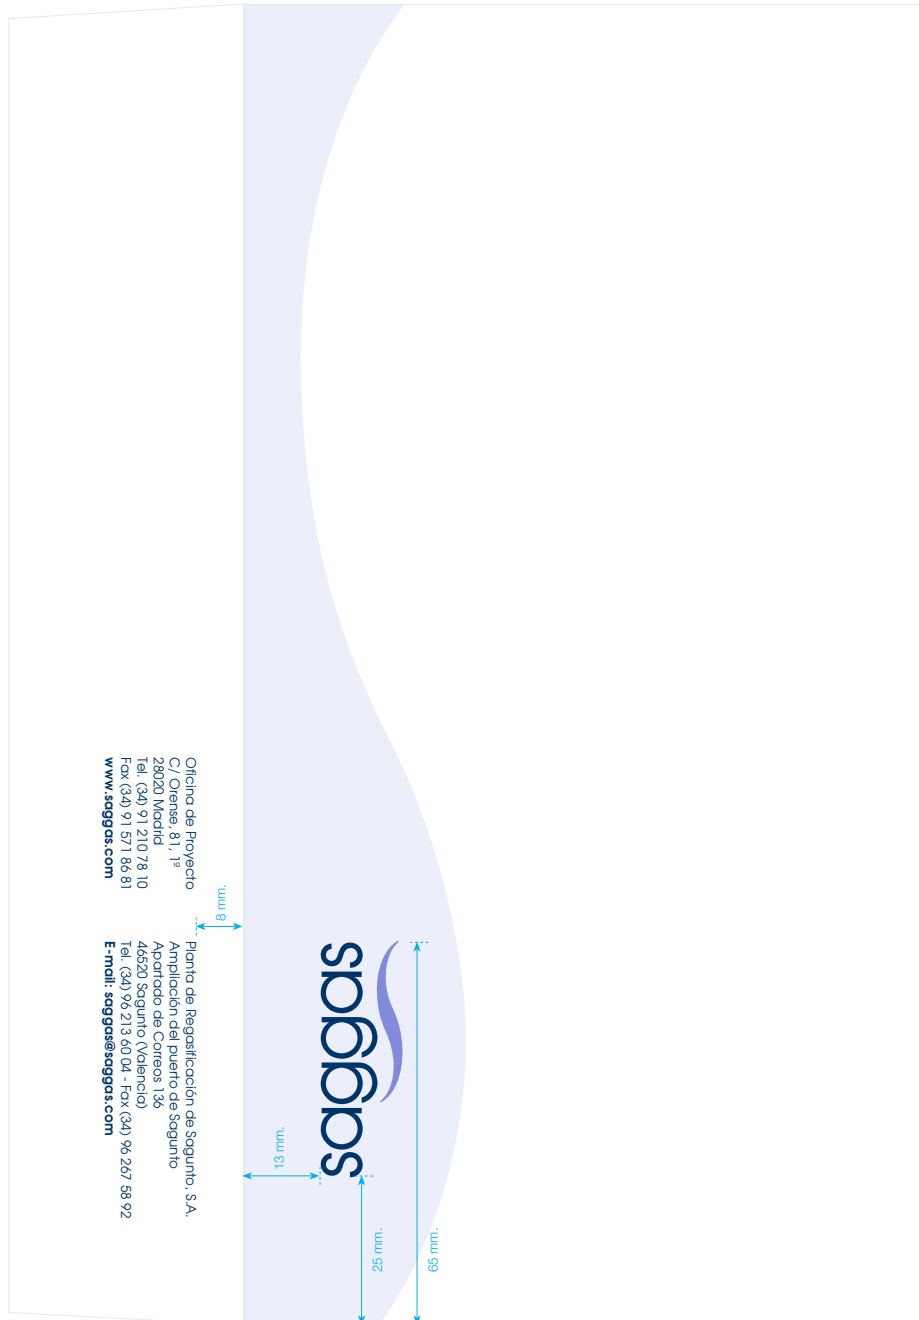 Oficina de Proyecto
C/ Orense, 81, 1º
28020 Madrid
Tel. (34) 91 210 78 10
Fax (34) 91 571 86 81
www.saggas.com
Planta de Regasificación de Sagunto, S.A.
Ampliación del puerto de Sagunto
Apartado de Correos 136
46520 Sagunto (Valencia)
Tel. (34) 96 213 60 04 - Fax (34) 96 267 58 92
E-mail: saggas@saggas.com
8 mm.
saggas
13 mm.
25 mm.
65 mm.